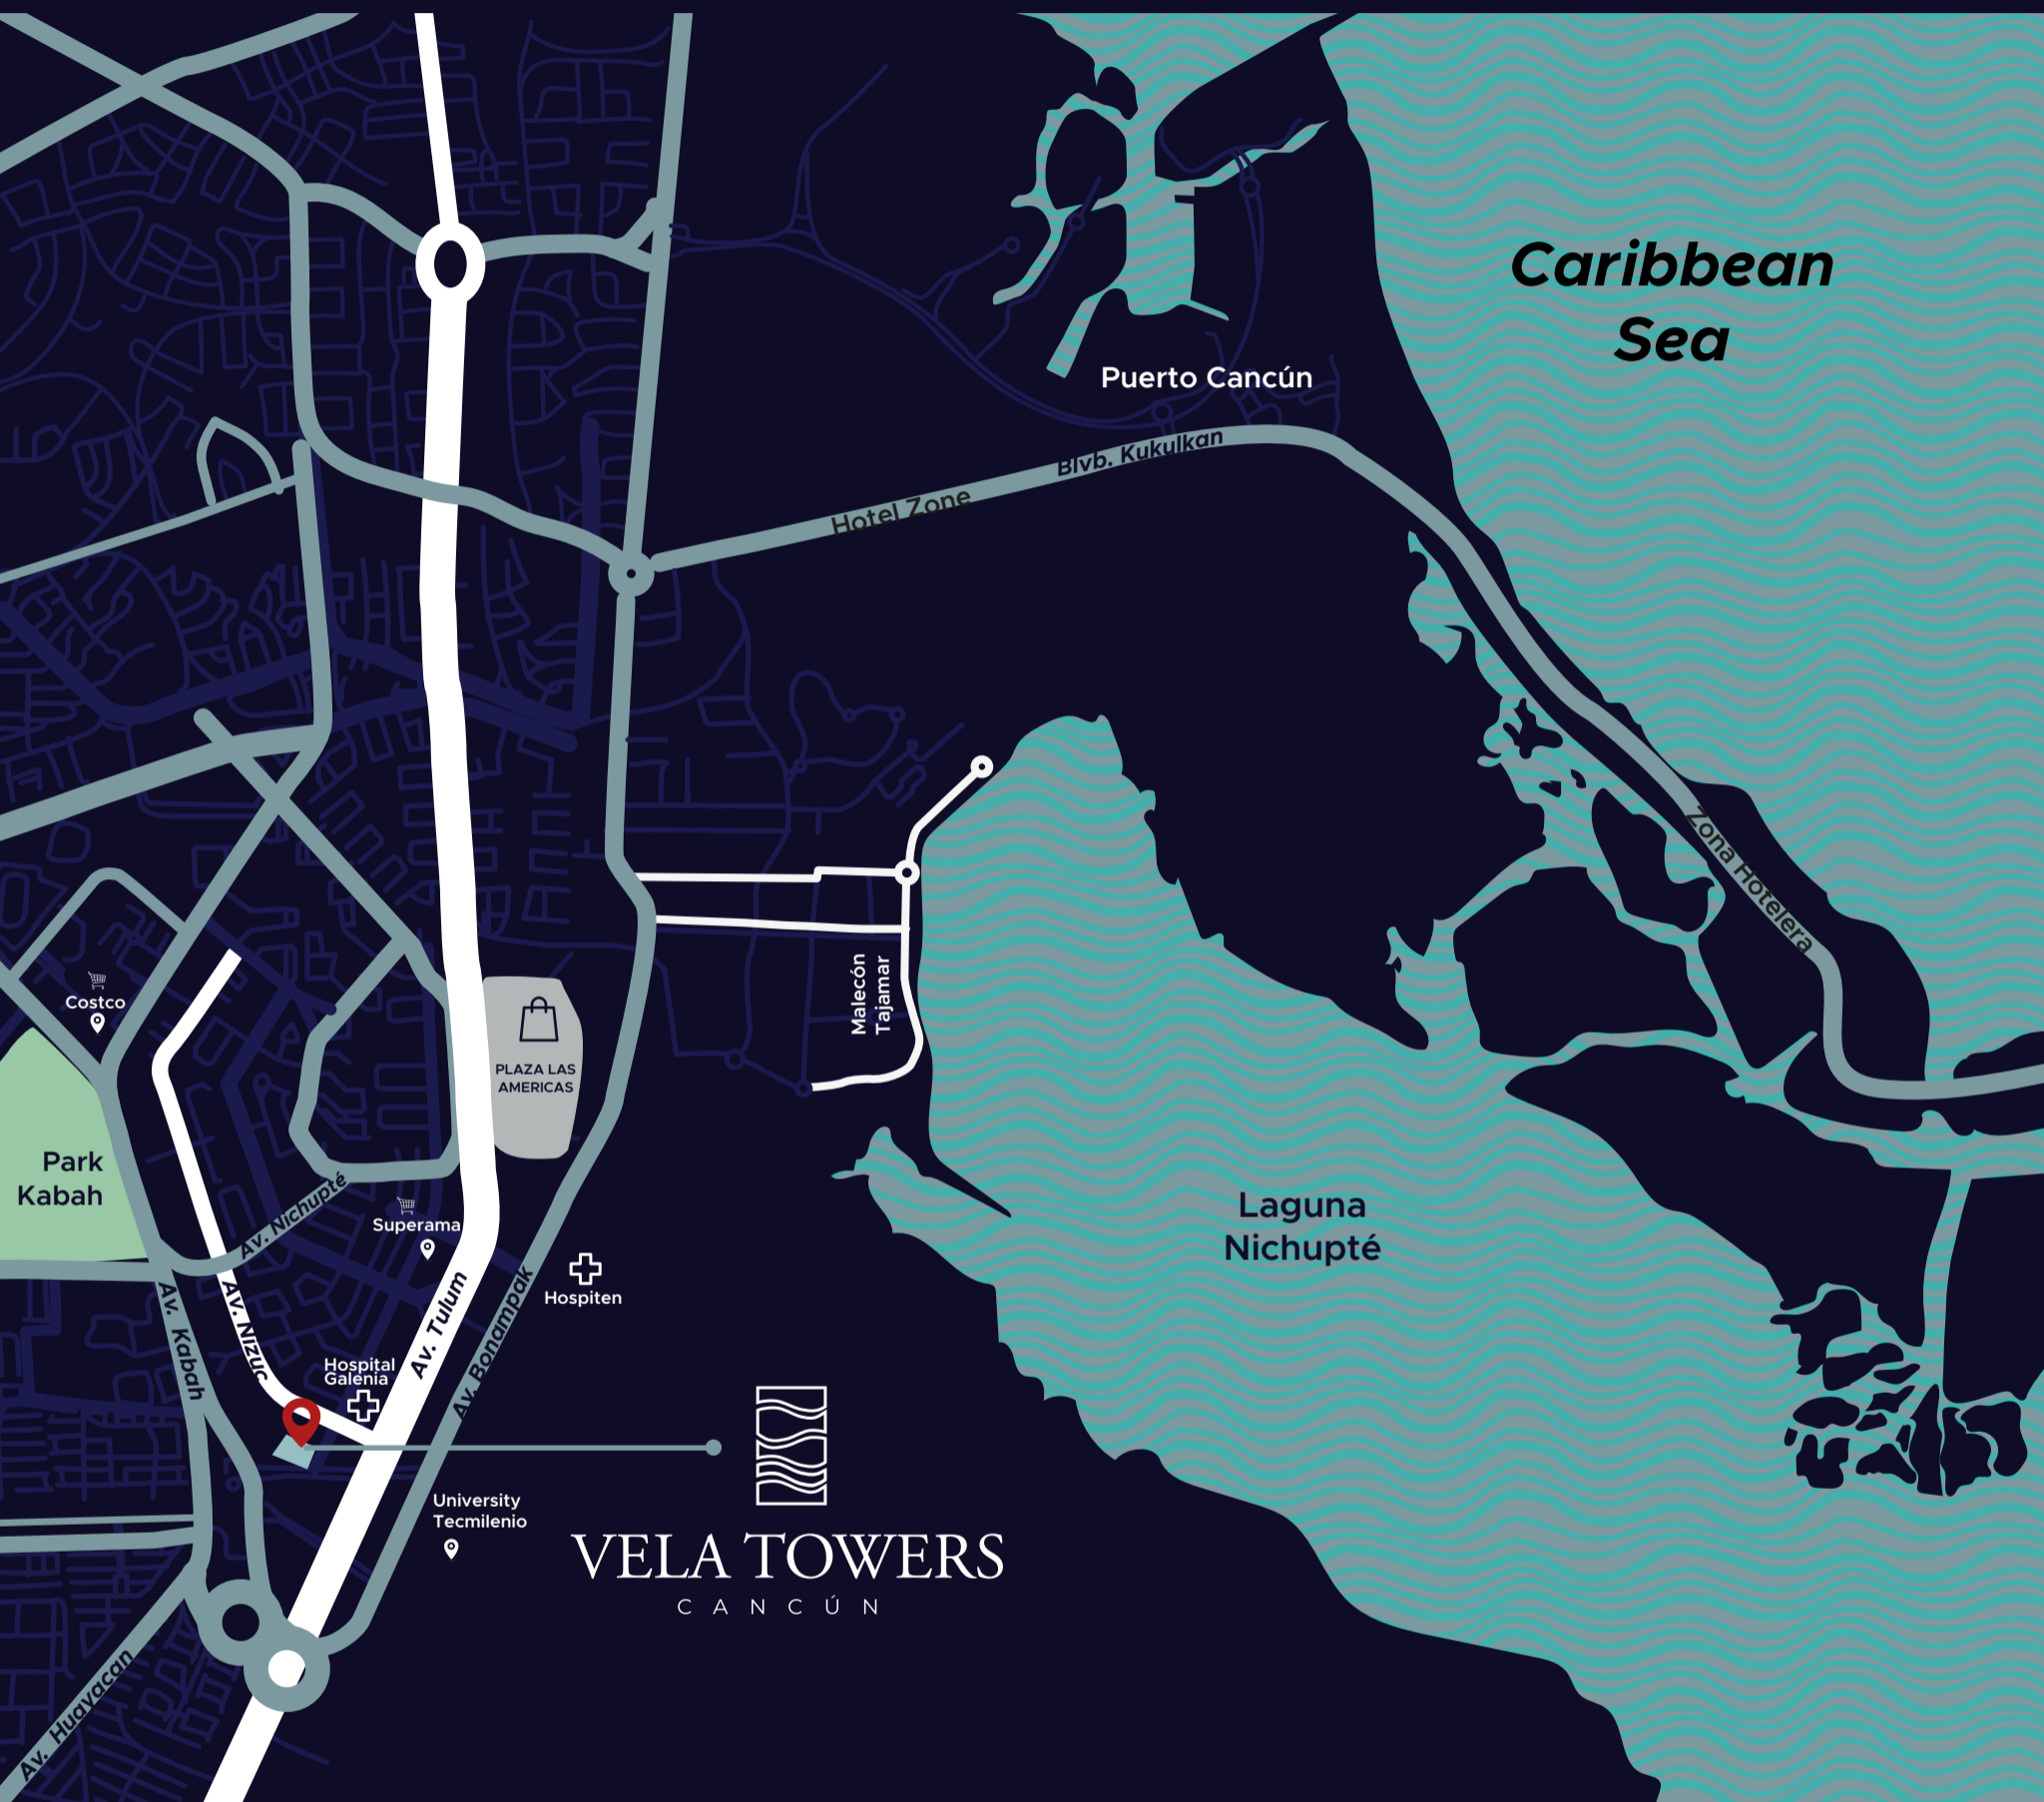 Caribbean
Sea
Puerto Cancún
Blvb. Kukulkan
Hotel Zone
Zona Hotelera
Malecón
Tajamar
Costco
PLAZA LAS
AMERICAS
Park
Kabah
Av. Nichupté
Superama
Laguna
Nichupté
Hospiten
Av. Kabah
Av. Nizuc
Av. Tulum
Av. Bonampak
Hospital
Galenia
University
Tecmilenio
VELA TOWERS
CANCÚN
Av. Huayacan